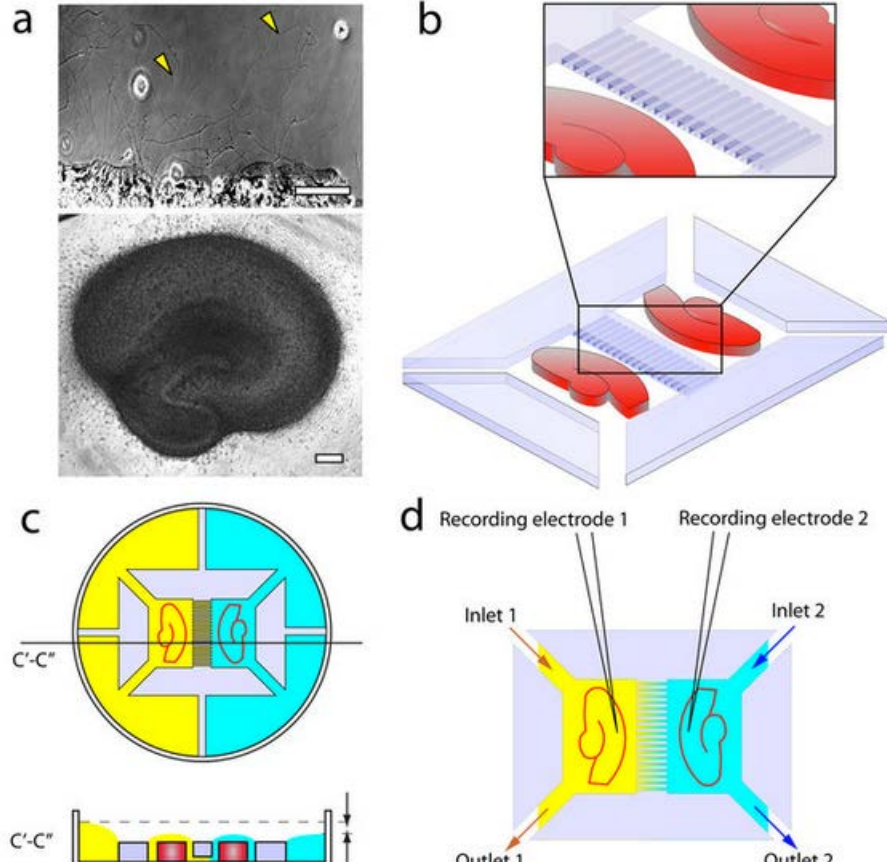 a
b
c
C′-C″
C′-C″
d
Recording electrode 1
Recording electrode 2
Inlet 1
Inlet 2
Outlet 1
Outlet 2